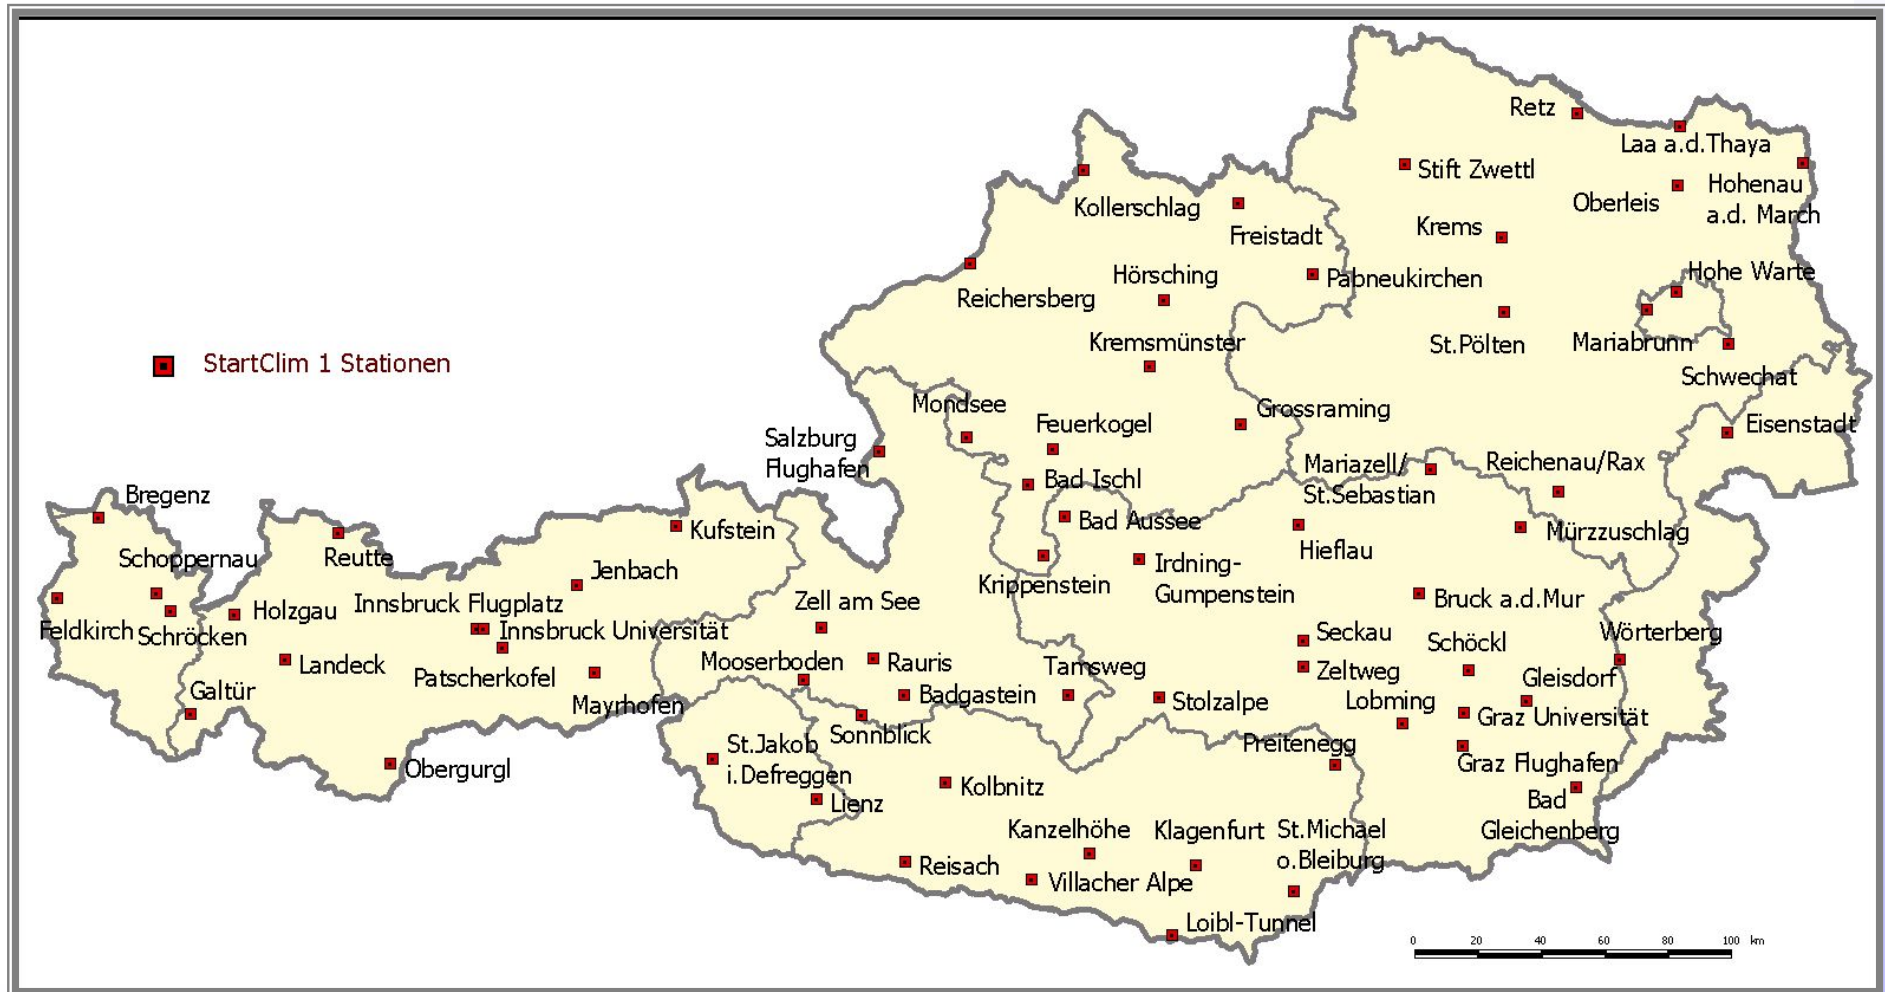 Retz
Laa a.d.Thaya
Stift Zwettl
Hohenau
a.d. March
Oberleis
Kollerschlag
Krems
Freistadt
Hohe Warte
Hörsching
Pabneukirchen
Reichersberg
Kremsmünster
St.Pölten
Mariabrunn
StartClim 1 Stationen
Schwechat
Mondsee
Grossraming
Feuerkogel
Eisenstadt
Salzburg
Flughafen
Mariazell/
St.Sebastian
Reichenau/Rax
Bad Ischl
Bregenz
Bad Aussee
Kufstein
Mürzzuschlag
Hieflau
Schoppernau
Reutte
Jenbach
Irdning-
Gumpenstein
Krippenstein
Innsbruck Flugplatz
Zell am See
Bruck a.d.Mur
Holzgau
Feldkirch
Schröcken
Innsbruck Universität
Seckau
Wörterberg
Schöckl
Landeck
Mooserboden
Rauris
Tamsweg
Zeltweg
Patscherkofel
Gleisdorf
Galtür
Mayrhofen
Badgastein
Stolzalpe
Lobming
Graz Universität
Sonnblick
St.Jakob
i.Defreggen
Preitenegg
Graz Flughafen
Obergurgl
Kolbnitz
Lienz
Bad
Gleichenberg
Kanzelhöhe
Klagenfurt
St.Michael
o.Bleiburg
Reisach
Villacher Alpe
Loibl-Tunnel
0 20 40 60 80 100 km